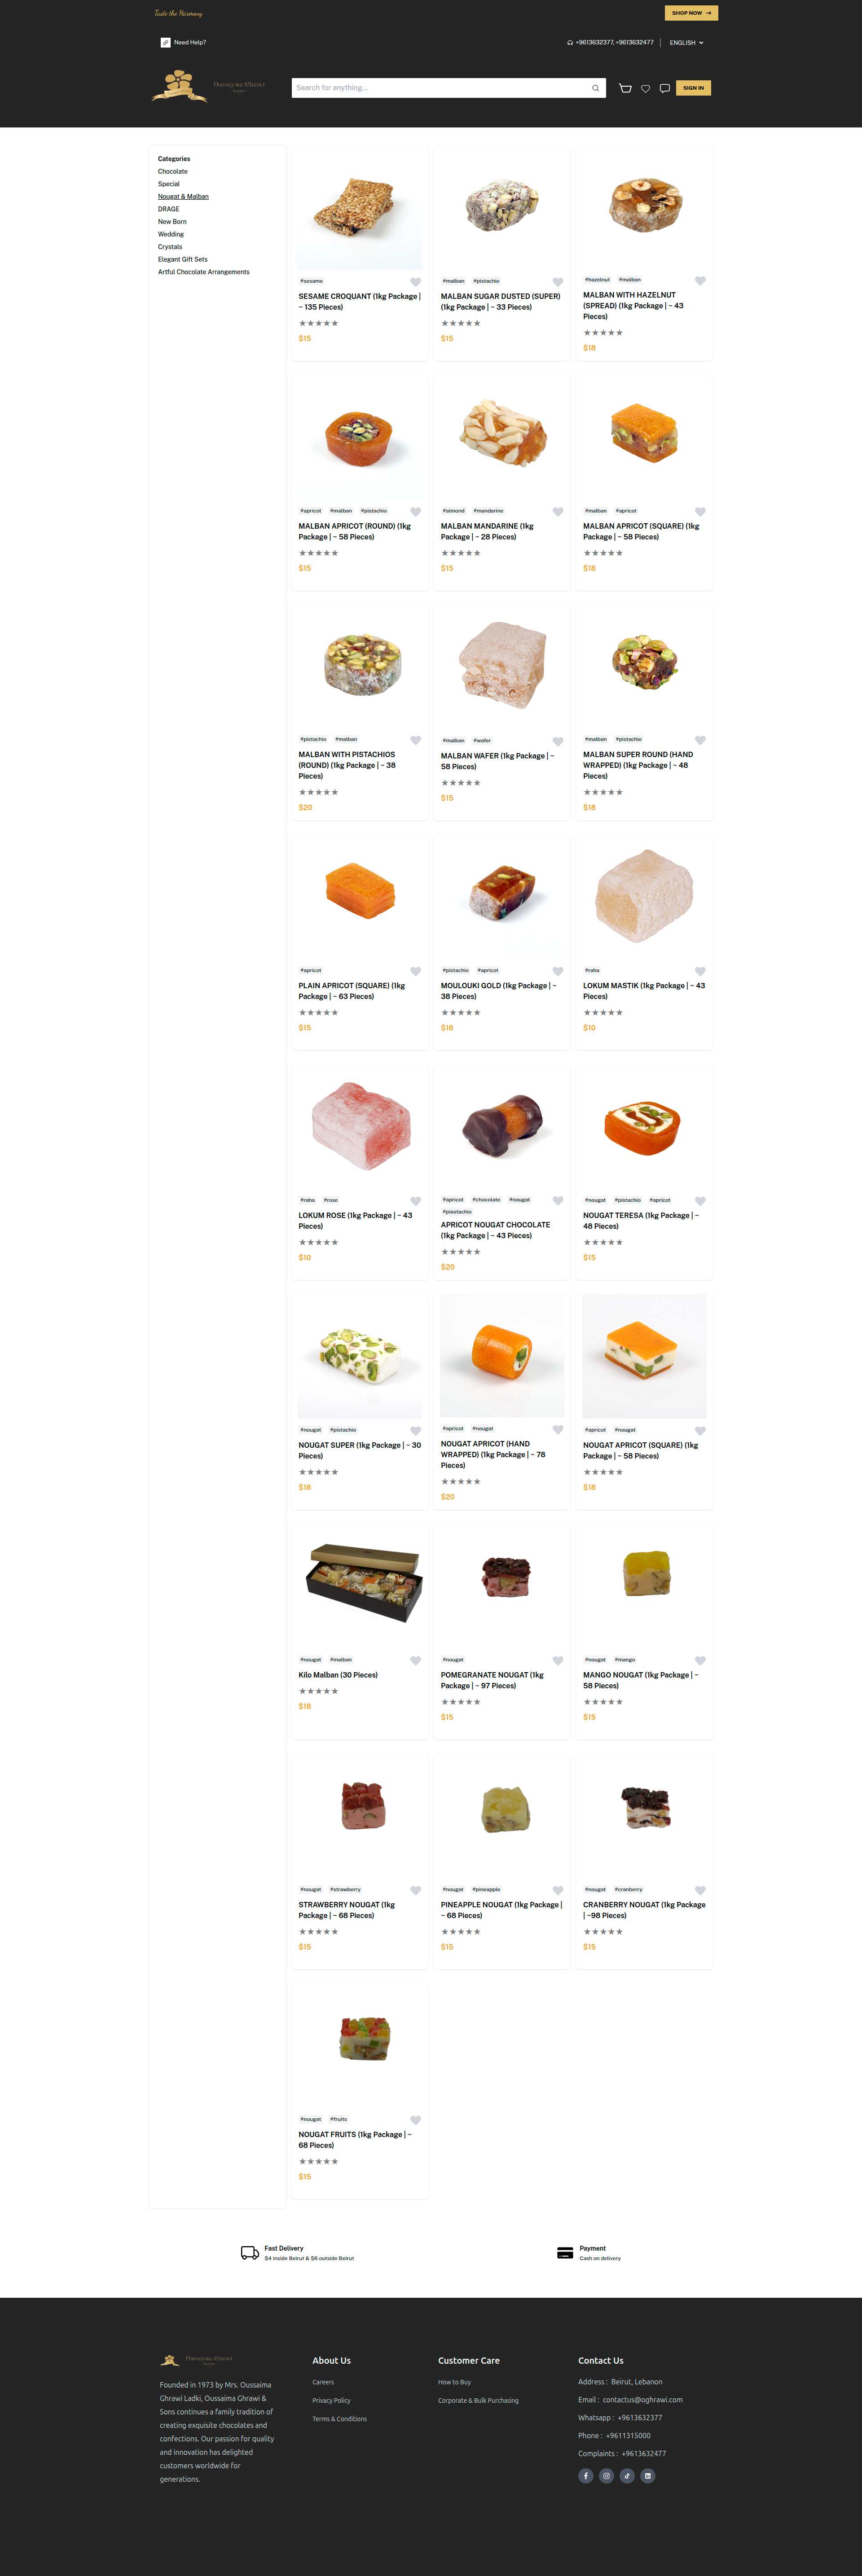 Taste the Harmony
SHOP NOW
Need Help?
+9613632377, +9613632477
ENGLISH
Oussaima Ghrawi
Search for anything...
SIGN IN
Categories
Chocolate
Special
Nougat & Malban
DRAGE
New Born
Wedding
Crystals
Elegant Gift Sets
Artful Chocolate Arrangements
#sesame
SESAME CROQUANT (1kg Package |
~ 135 Pieces)
$15
#malban #pistachio
MALBAN SUGAR DUSTED (SUPER)
(1kg Package | ~ 33 Pieces)
$15
#hazelnut #malban
MALBAN WITH HAZELNUT
(SPREAD) (1kg Package | ~ 43
Pieces)
$18
#apricot #malban #pistachio
MALBAN APRICOT (ROUND) (1kg
Package | ~ 58 Pieces)
$15
#almond #mandarine
MALBAN MANDARINE (1kg
Package | ~ 28 Pieces)
$15
#malban #apricot
MALBAN APRICOT (SQUARE) (1kg
Package | ~ 58 Pieces)
$18
#pistachio #malban
MALBAN WITH PISTACHIOS
(ROUND) (1kg Package | ~ 38
Pieces)
$20
#malban #wafer
MALBAN WAFER (1kg Package | ~
58 Pieces)
$15
#malban #pistachio
MALBAN SUPER ROUND (HAND
WRAPPED) (1kg Package | ~ 48
Pieces)
$18
#apricot
PLAIN APRICOT (SQUARE) (1kg
Package | ~ 63 Pieces)
$15
#pistachio #apricot
MOULOUKI GOLD (1kg Package | ~
38 Pieces)
$18
#raha
LOKUM MASTIK (1kg Package | ~ 43
Pieces)
$10
#raha #rose
LOKUM ROSE (1kg Package | ~ 43
Pieces)
$10
#apricot #chocolate #nougat
#piastachio
APRICOT NOUGAT CHOCOLATE
(1kg Package | ~ 43 Pieces)
$20
#nougat #pistachio #apricot
NOUGAT TERESA (1kg Package | ~
48 Pieces)
$15
#nougat #pistachio
NOUGAT SUPER (1kg Package | ~ 30
Pieces)
$18
#apricot #nougat
NOUGAT APRICOT (HAND
WRAPPED) (1kg Package | ~ 78
Pieces)
$20
#apricot #nougat
NOUGAT APRICOT (SQUARE) (1kg
Package | ~ 58 Pieces)
$18
#nougat #malban
Kilo Malban (30 Pieces)
$18
#nougat
POMEGRANATE NOUGAT (1kg
Package | ~ 97 Pieces)
$15
#nougat #mango
MANGO NOUGAT (1kg Package | ~
58 Pieces)
$15
#nougat #strawberry
STRAWBERRY NOUGAT (1kg
Package | ~ 68 Pieces)
$15
#nougat #pineapple
PINEAPPLE NOUGAT (1kg Package |
~ 68 Pieces)
$15
#nougat #cranberry
CRANBERRY NOUGAT (1kg Package
| ~98 Pieces)
$15
#nougat #fruits
NOUGAT FRUITS (1kg Package | ~
68 Pieces)
$15
Fast Delivery
$4 inside Beirut & $6 outside Beirut
Payment
Cash on delivery
Oussaima Ghrawi
Founded in 1973 by Mrs. Oussaima
Ghrawi Ladki, Oussaima Ghrawi &
Sons continues a family tradition of
creating exquisite chocolates and
confections. Our passion for quality
and innovation has delighted
customers worldwide for
generations.
About Us
Careers
Privacy Policy
Terms & Conditions
Customer Care
How to Buy
Corporate & Bulk Purchasing
Contact Us
Address : Beirut, Lebanon
Email : contactus@oghrawi.com
Whatsapp : +9613632377
Phone : +9611315000
Complaints : +9613632477